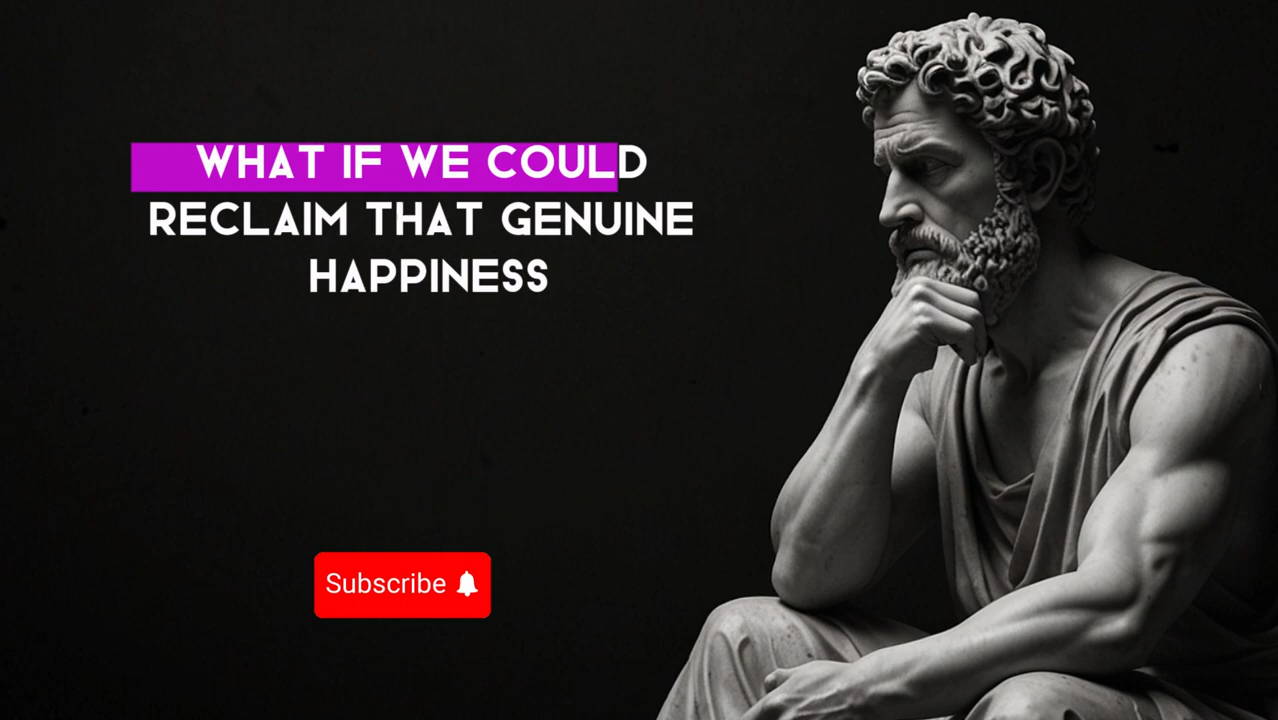 WHAT IF WE COULD
RECLAIM THAT GENUINE
HAPPINESS
Subscribe